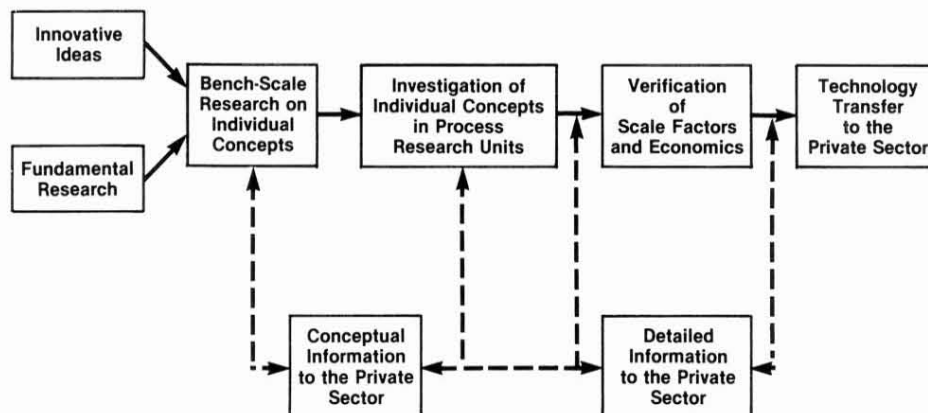 Innovative
Ideas
Fundamental
Research
Bench-Scale
Research on
Individual
Concepts
Investigation of
Individual Concepts
in Process
Research Units
Verification
of
Scale Factors
and Economics
Technology
Transfer
to the
Private Sector
Conceptual
Information
to the Private
Sector
Detailed
Information
to the Private
Sector